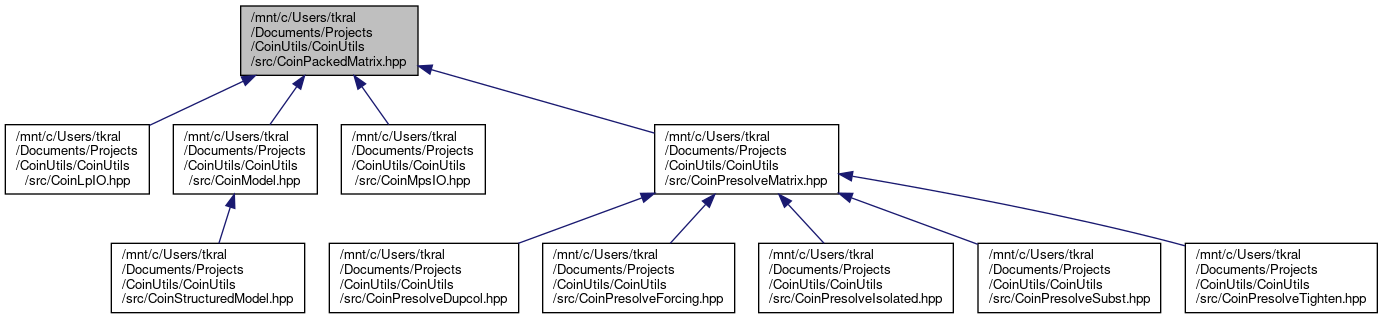 /mnt/c/Users/tkral
/Documents/Projects
/CoinUtils/CoinUtils
/src/CoinPackedMatrix.hpp
/mnt/c/Users/tkral
/Documents/Projects
/CoinUtils/CoinUtils
/src/CoinLpIO.hpp
/mnt/c/Users/tkral
/Documents/Projects
/CoinUtils/CoinUtils
/src/CoinModel.hpp
/mnt/c/Users/tkral
/Documents/Projects
/CoinUtils/CoinUtils
/src/CoinMpsIO.hpp
/mnt/c/Users/tkral
/Documents/Projects
/CoinUtils/CoinUtils
/src/CoinPresolveMatrix.hpp
/mnt/c/Users/tkral
/Documents/Projects
/CoinUtils/CoinUtils
/src/CoinStructuredModel.hpp
/mnt/c/Users/tkral
/Documents/Projects
/CoinUtils/CoinUtils
/src/CoinPresolveDupcol.hpp
/mnt/c/Users/tkral
/Documents/Projects
/CoinUtils/CoinUtils
/src/CoinPresolveForcing.hpp
/mnt/c/Users/tkral
/Documents/Projects
/CoinUtils/CoinUtils
/src/CoinPresolveIsolated.hpp
/mnt/c/Users/tkral
/Documents/Projects
/CoinUtils/CoinUtils
/src/CoinPresolveSubst.hpp
/mnt/c/Users/tkral
/Documents/Projects
/CoinUtils/CoinUtils
/src/CoinPresolveTighten.hpp